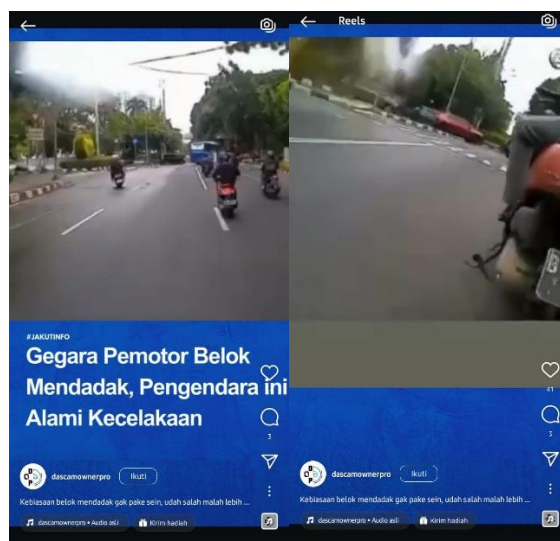 #JAKUTINFO
Gegara Pemotor Belok
Mendadak, Pengendara ini
Alami Kecelakaan
3
dascamownerpro
Ikuti
Kebiasaan belok mendadak gak pake sein, udah salah malah lebih ...
dascamownerpro • Audio asli
Kirim hadiah
Reels
41
3
dascamownerpro
Ikuti
Kebiasaan belok mendadak gak pake sein, udah salah malah lebih ...
dascamownerpro • Audio asli
Kirim hadiah